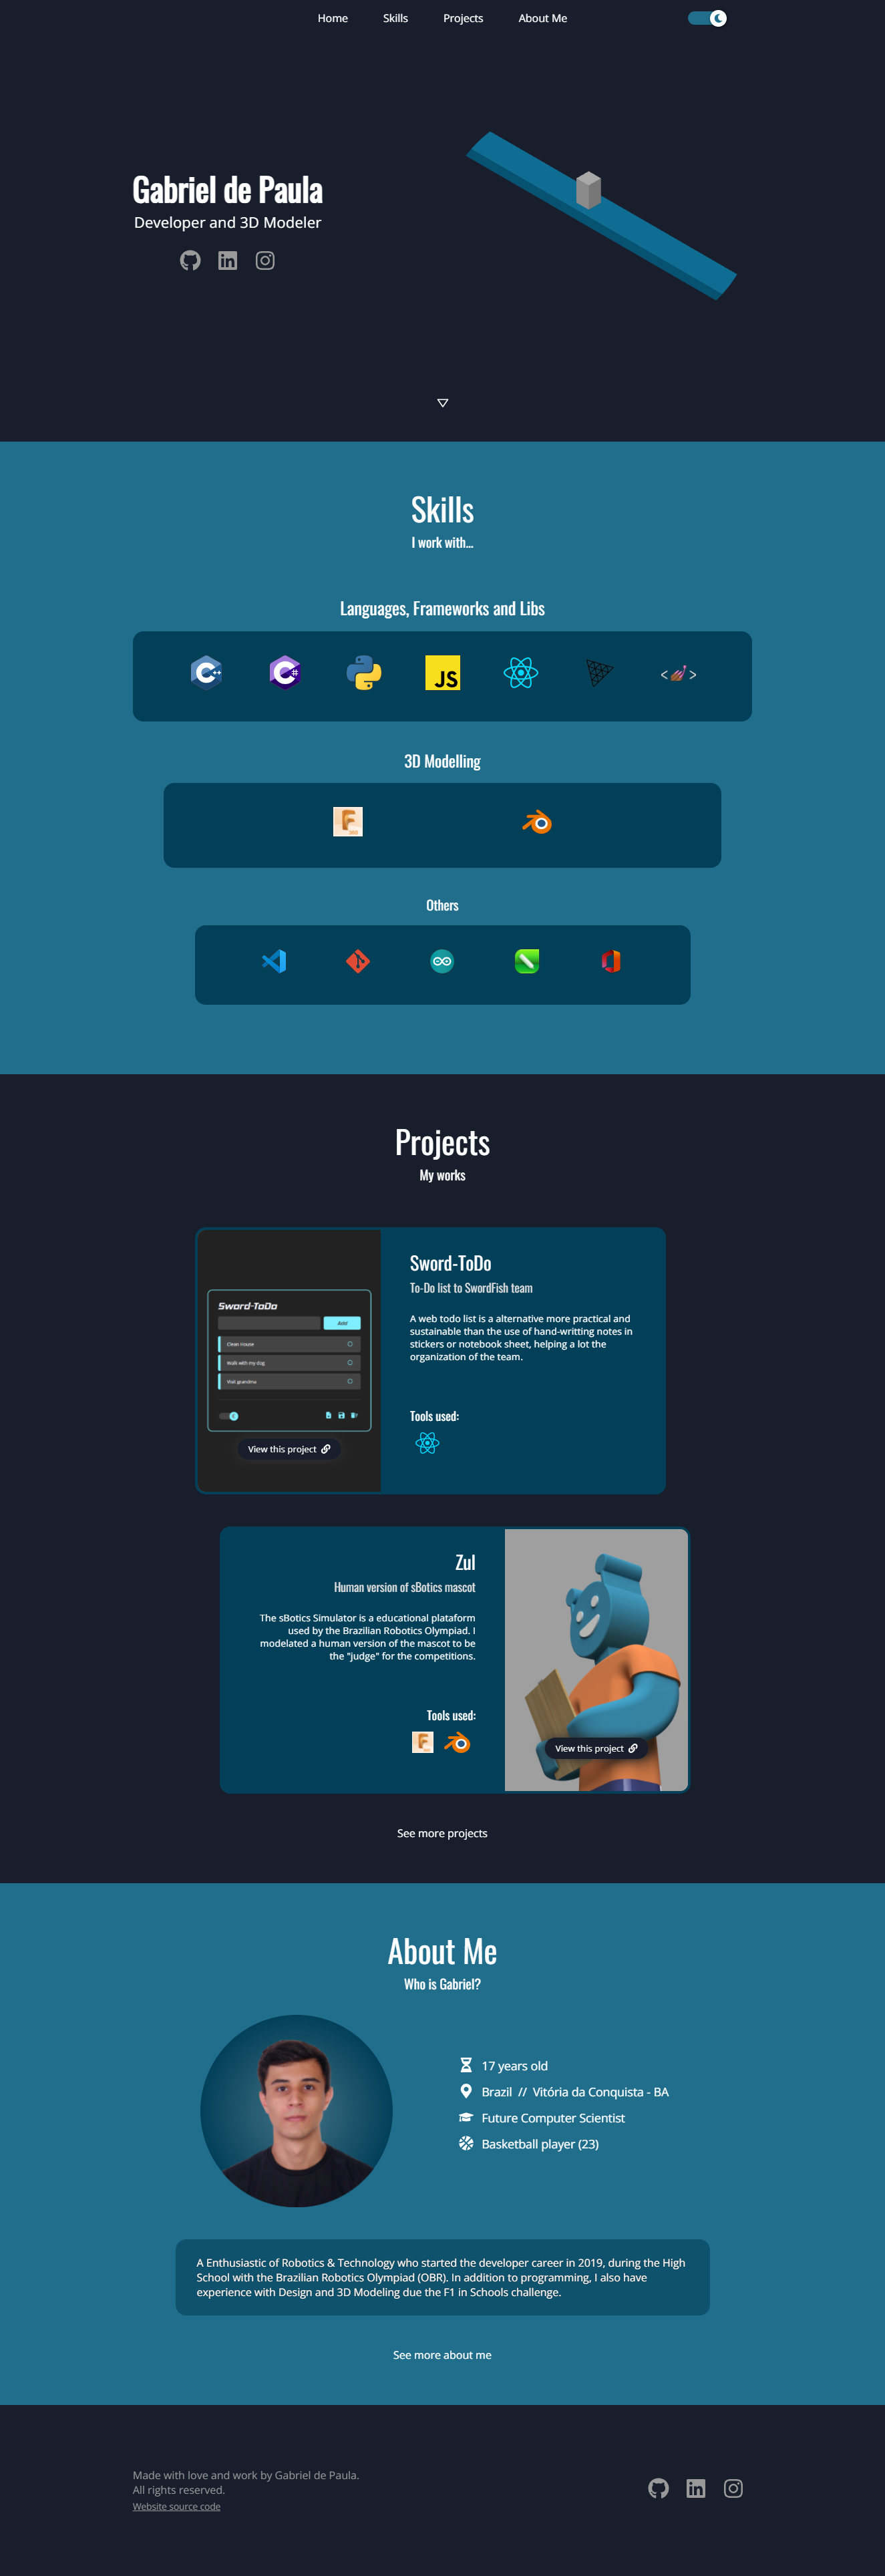 Home Skills Projects About Me
Gabriel de Paula
Developer and 3D Modeler
Skills
I work with...
Languages, Frameworks and Libs
JS
3D Modelling
Others
Projects
My works
Sword-ToDo
Add
Clean House
Walk with my dog
Visit grandma
View this project
Sword-ToDo
To-Do list to SwordFish team
A web todo list is a alternative more practical and
sustainable than the use of hand-writting notes in
stickers or notebook sheet, helping a lot the
organization of the team.
Tools used:
Zul
Human version of sBotics mascot
The sBotics Simulator is a educational plataform
used by the Brazilian Robotics Olympiad. I
modelated a human version of the mascot to be
the "judge" for the competitions.
Tools used:
View this project
See more projects
About Me
Who is Gabriel?
17 years old
Brazil // Vitória da Conquista - BA
Future Computer Scientist
Basketball player (23)
A Enthusiastic of Robotics & Technology who started the developer career in 2019, during the High
School with the Brazilian Robotics Olympiad (OBR). In addition to programming, I also have
experience with Design and 3D Modeling due the F1 in Schools challenge.
See more about me
Made with love and work by Gabriel de Paula.
All rights reserved.
Website source code